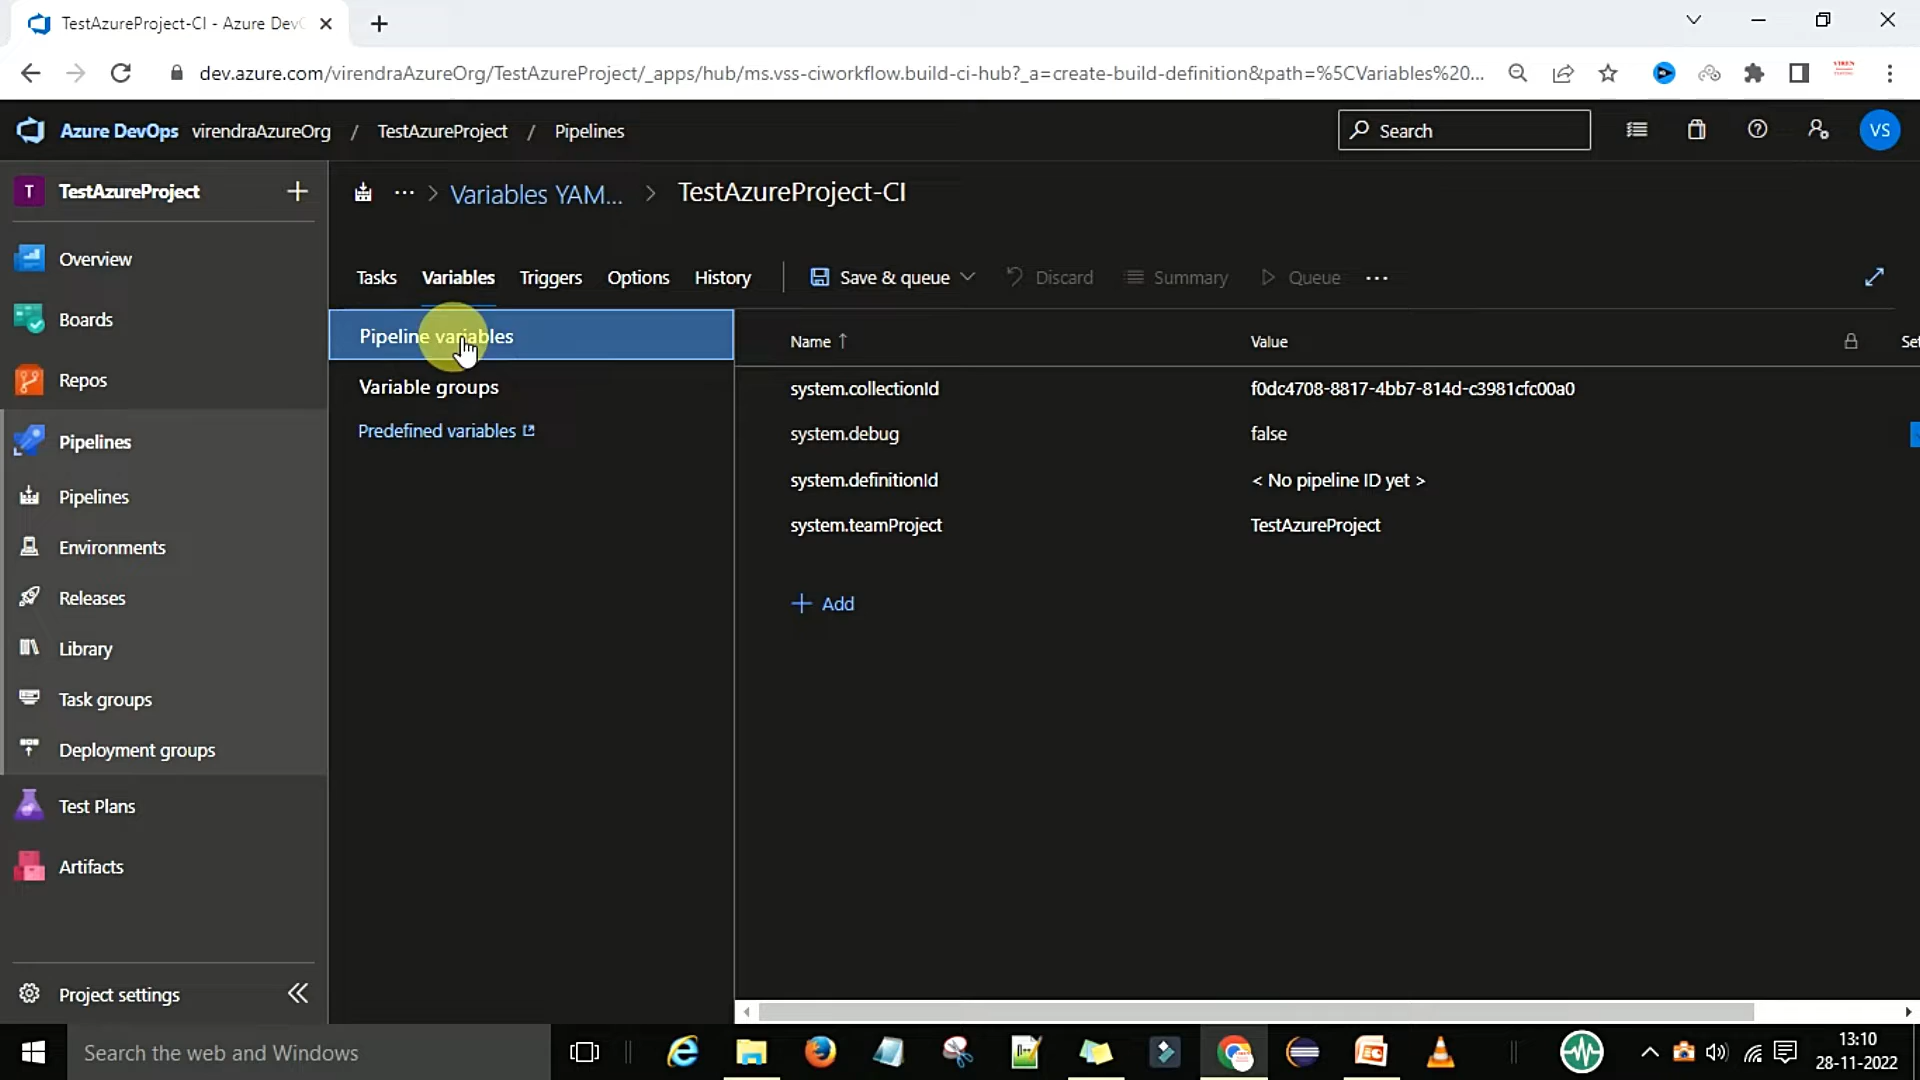 TestAzureProject-CI - Azure Dev
dev.azure.com/virendraAzureOrg/TestAzureProject/_apps/hub/ms.vss-ciworkflow.build-ci-hub?_a=create-build-definition&path=%5CVariables%20...
VIREN
Azure DevOps virendraAzureOrg / TestAzureProject / Pipelines
Search
VS
T TestAzureProject
... > Variables YAM... > TestAzureProject-CI
Overview
Boards
Repos
Pipelines
Pipelines
Environments
Releases
Library
Task groups
Deployment groups
Test Plans
Artifacts
Project settings
Tasks Variables Triggers Options History Save & queue Discard Summary Queue ...
Pipeline variables
Variable groups
Predefined variables
Name ↑ Value Set
system.collectionId f0dc4708-8817-4bb7-814d-c3981cfc00a0
system.debug false
system.definitionId < No pipeline ID yet >
system.teamProject TestAzureProject
+ Add
Search the web and Windows
13:10
28-11-2022